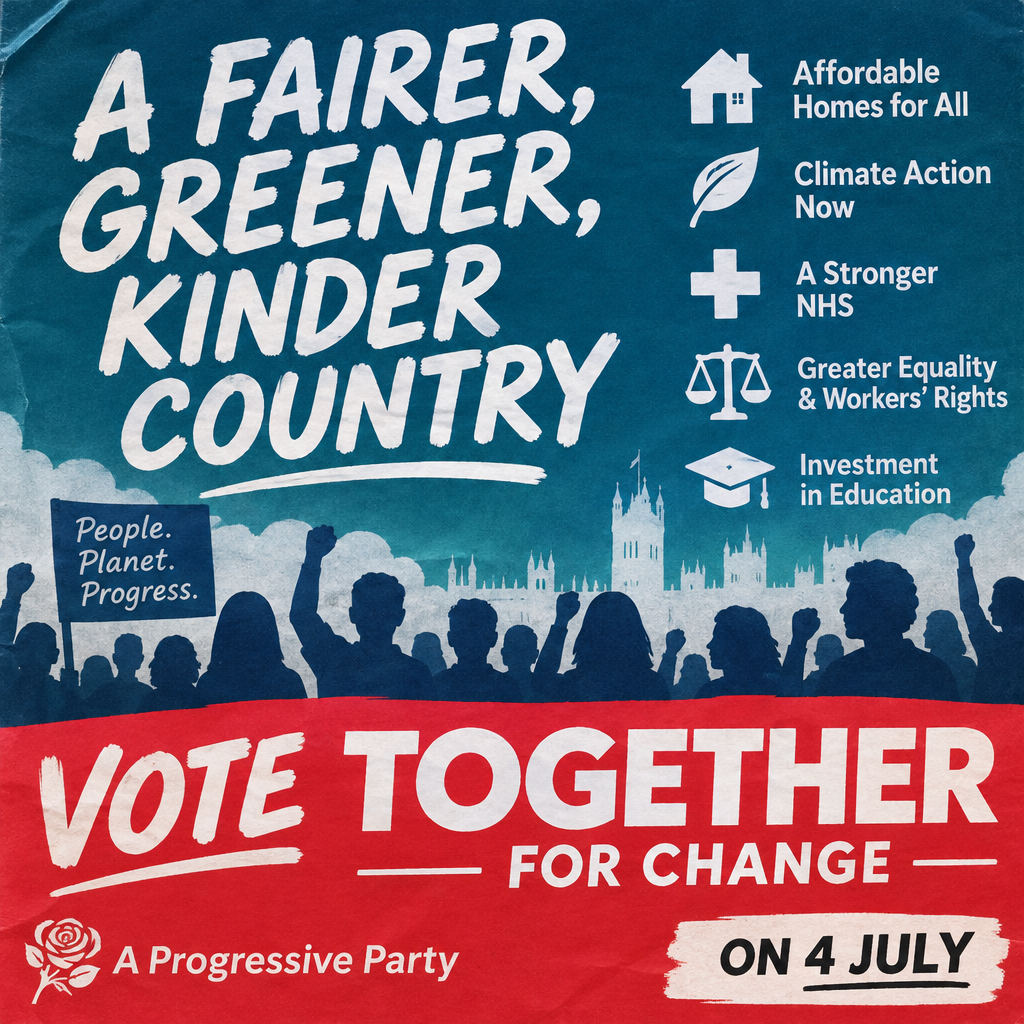 A FAIRER,
GREENER,
KINDER
COUNTRY
Affordable
Homes for All
Climate Action
Now
A Stronger
NHS
Greater Equality
& Workers' Rights
Investment
in Education
People.
Planet.
Progress.
VOTE TOGETHER
FOR CHANGE
A Progressive Party
ON 4 JULY